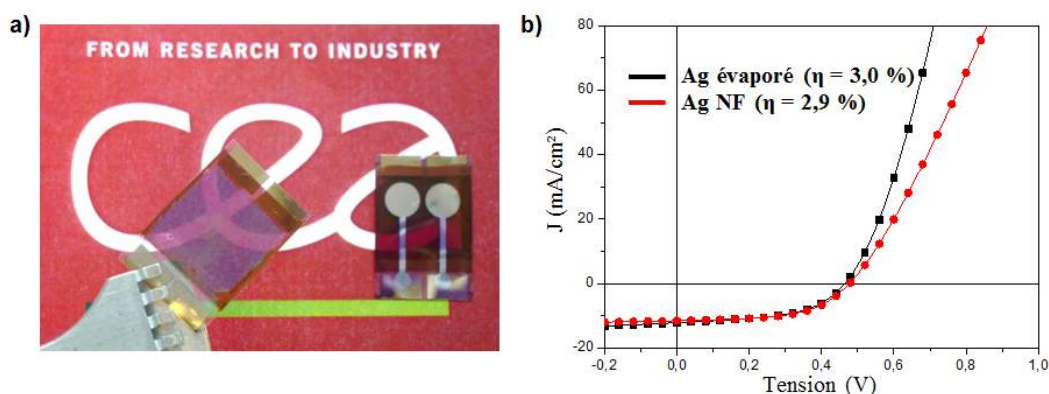 a)
FROM RESEARCH TO INDUSTRY
cea
b)
80
60
40
20
0
-20
J (mA/cm²)
Ag évaporé (η = 3,0 %)
Ag NF (η = 2,9 %)
-0,2 0,0 0,2 0,4 0,6 0,8 1,0
Tension (V)